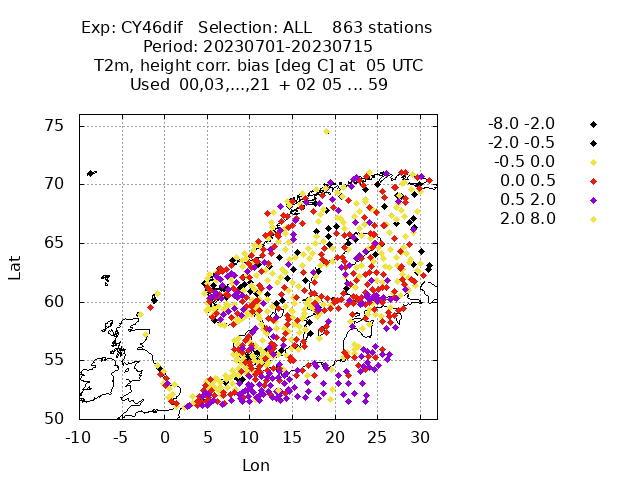 Exp: CY46dif   Selection: ALL    863 stations
Period: 20230701-20230715
T2m, height corr. bias [deg C] at  05 UTC
Used  00,03,...,21  + 02 05 ... 59
-8.0 -2.0
-2.0 -0.5
-0.5 0.0
0.0 0.5
0.5 2.0
2.0 8.0
75
70
65
60
55
50
Lat
-10 -5 0 5 10 15 20 25 30
Lon